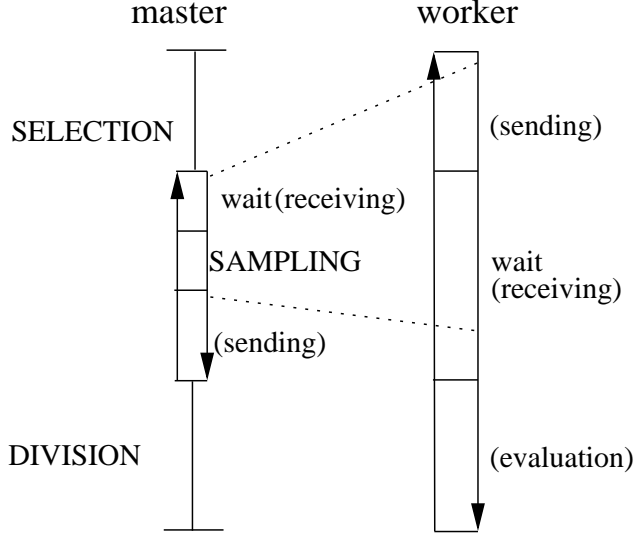 master
worker
SELECTION
(sending)
wait (receiving)
SAMPLING
wait
(receiving)
(sending)
DIVISION
(evaluation)